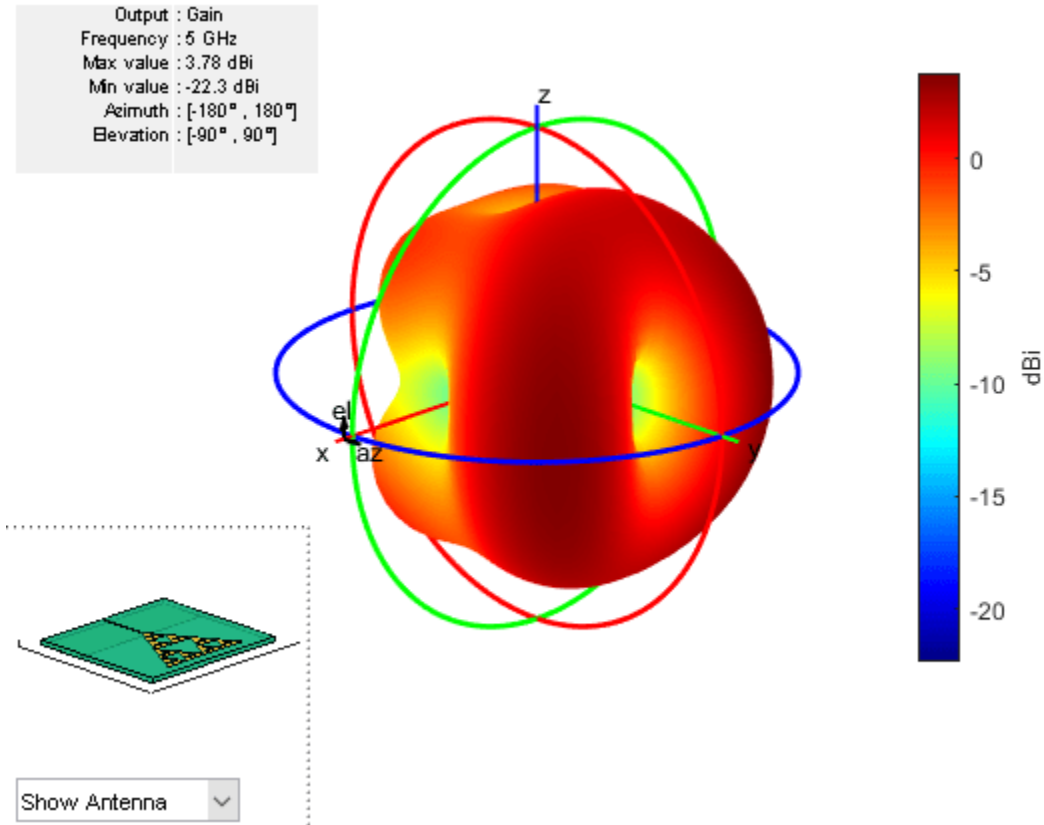 Output : Gain
Frequency : 5 GHz
Max value : 3.78 dBi
Min value : -22.3 dBi
Azimuth : [-180° , 180°]
Elevation : [-90° , 90°]
z
0
-5
-10
-15
-20
dBi
el
x
az
y
Show Antenna